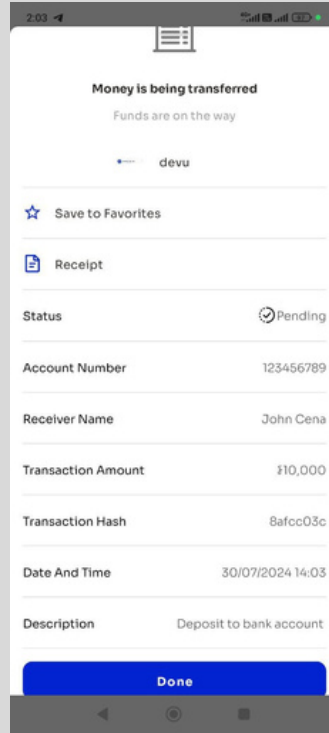 2:03
Money is being transferred
Funds are on the way
devu
Save to Favorites
Receipt
Status Pending
Account Number 123456789
Receiver Name John Cena
Transaction Amount 10,000
Transaction Hash 8afcc03c
Date And Time 30/07/2024 14:03
Description Deposit to bank account
Done